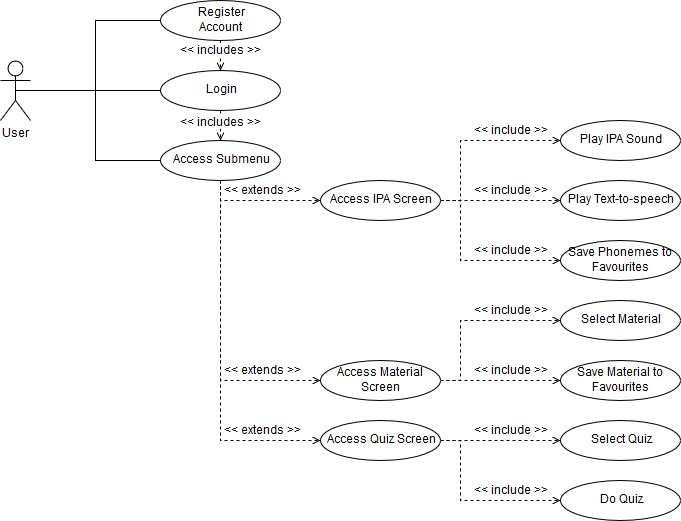 Register
Account
<< includes >>
Login
User
<< includes >>
Access Submenu
<< include >>
Play IPA Sound
<< extends >>
Access IPA Screen
<< include >>
Play Text-to-speech
<< include >>
Save Phonemes to
Favourites
<< include >>
Select Material
<< extends >>
Access Material
Screen
<< include >>
Save Material to
Favourites
<< extends >>
Access Quiz Screen
<< include >>
Select Quiz
<< include >>
Do Quiz